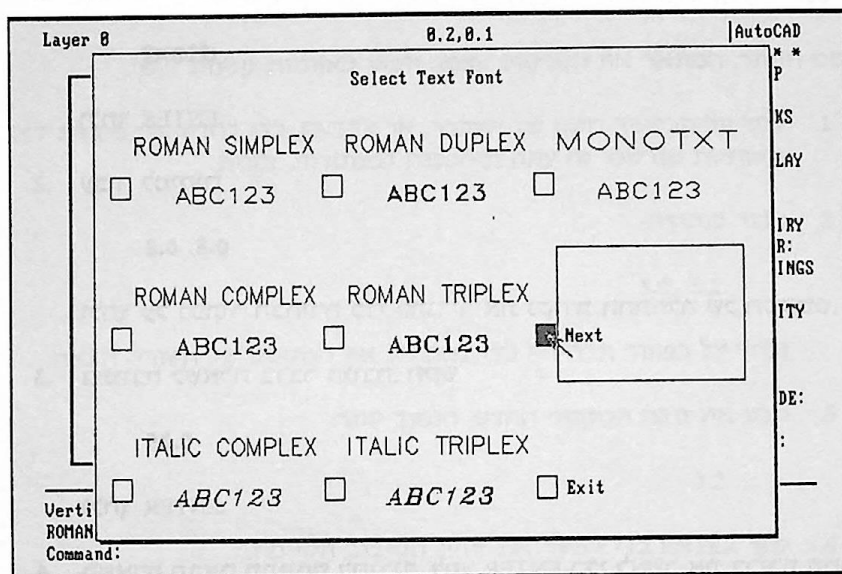 Layer 0 0.2,0.1 AutoCAD
* *
Select Text Font
P
KS
ROMAN SIMPLEX ROMAN DUPLEX MONOTXT
LAY
ABC123 ABC123 ABC123
IRY
R:
INGS
ROMAN COMPLEX ROMAN TRIPLEX
ITY
ABC123 ABC123 Next
DE:
:
ITALIC COMPLEX ITALIC TRIPLEX
ABC123 ABC123 Exit
Verti
ROMAN
Command: